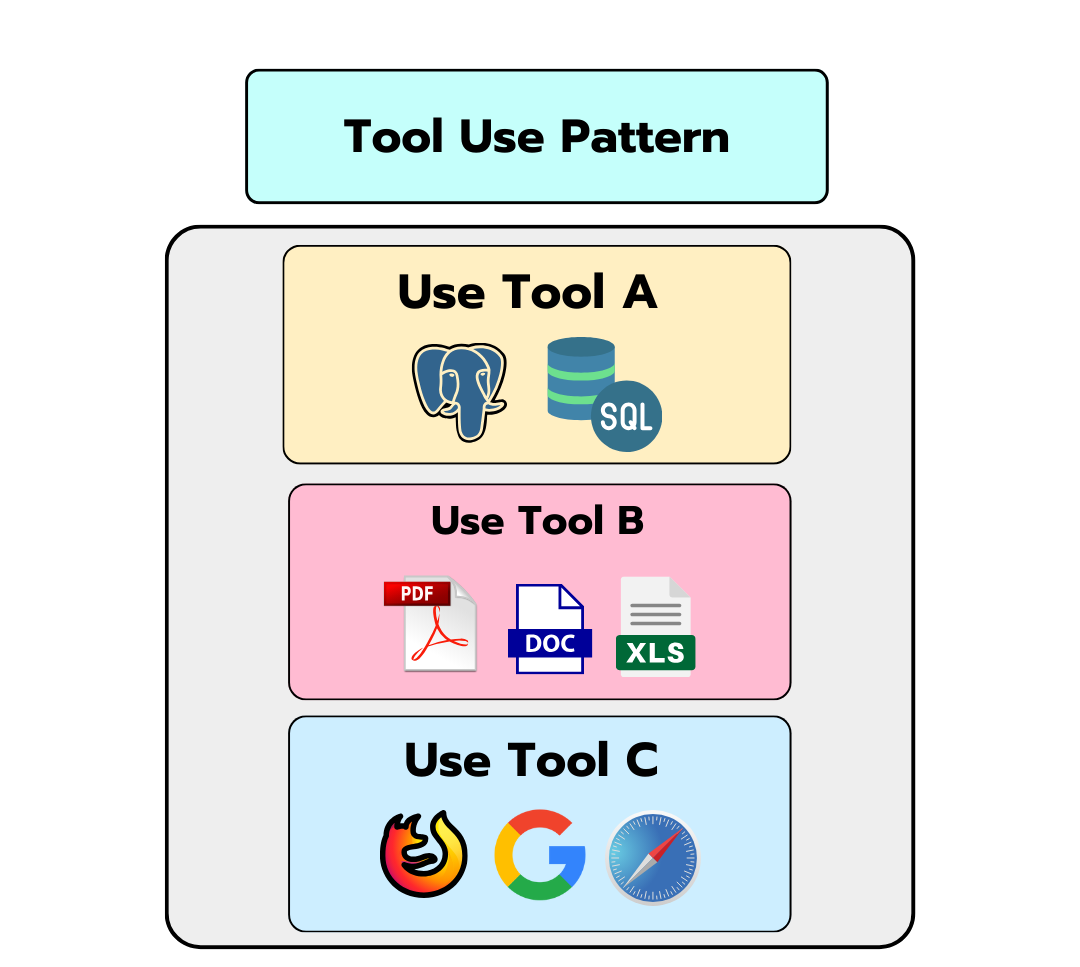 Tool Use Pattern
Use Tool A
SQL
Use Tool B
PDF
DOC
XLS
Use Tool C